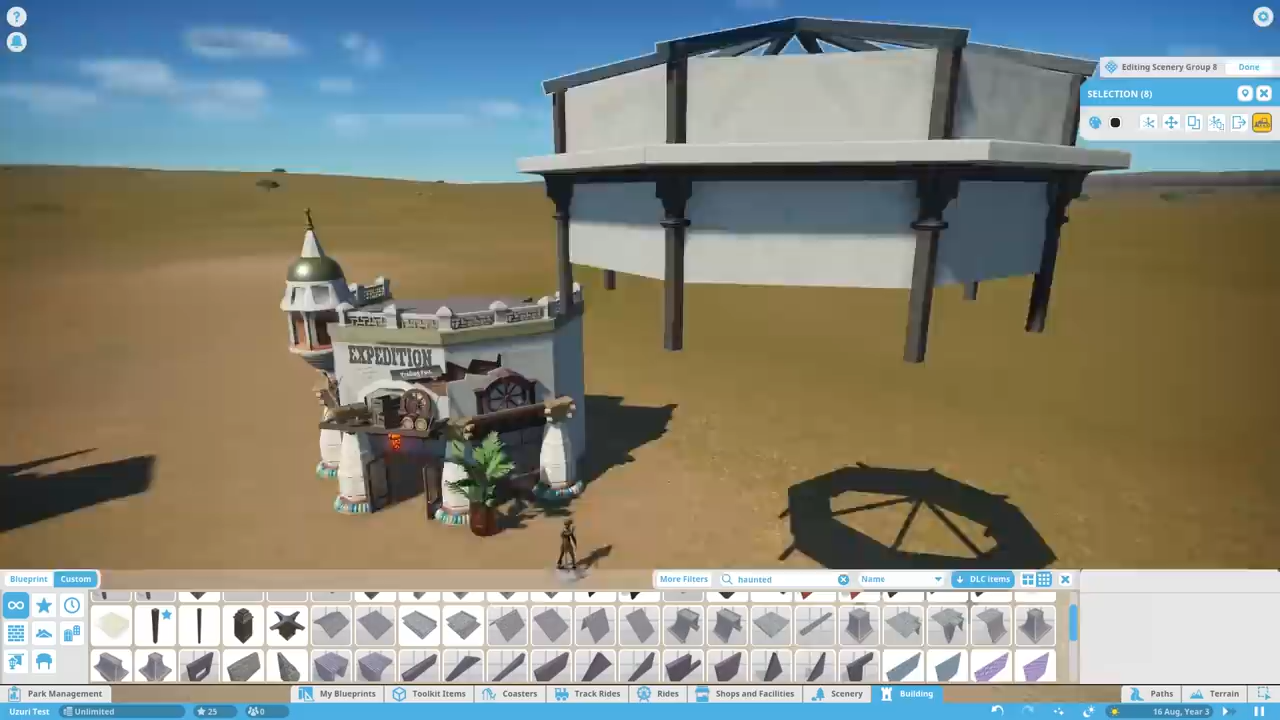 Editing Scenery Group 8
Done
SELECTION (8)
EXPEDITION
Trading Post
Blueprint
Custom
More Filters
haunted
Name
DLC Items
Park Management
My Blueprints
Toolkit Items
Coasters
Track Rides
Rides
Shops and Facilities
Scenery
Building
Paths
Terrain
Uzuri Test
Unlimited
25
0
16 Aug, Year 3